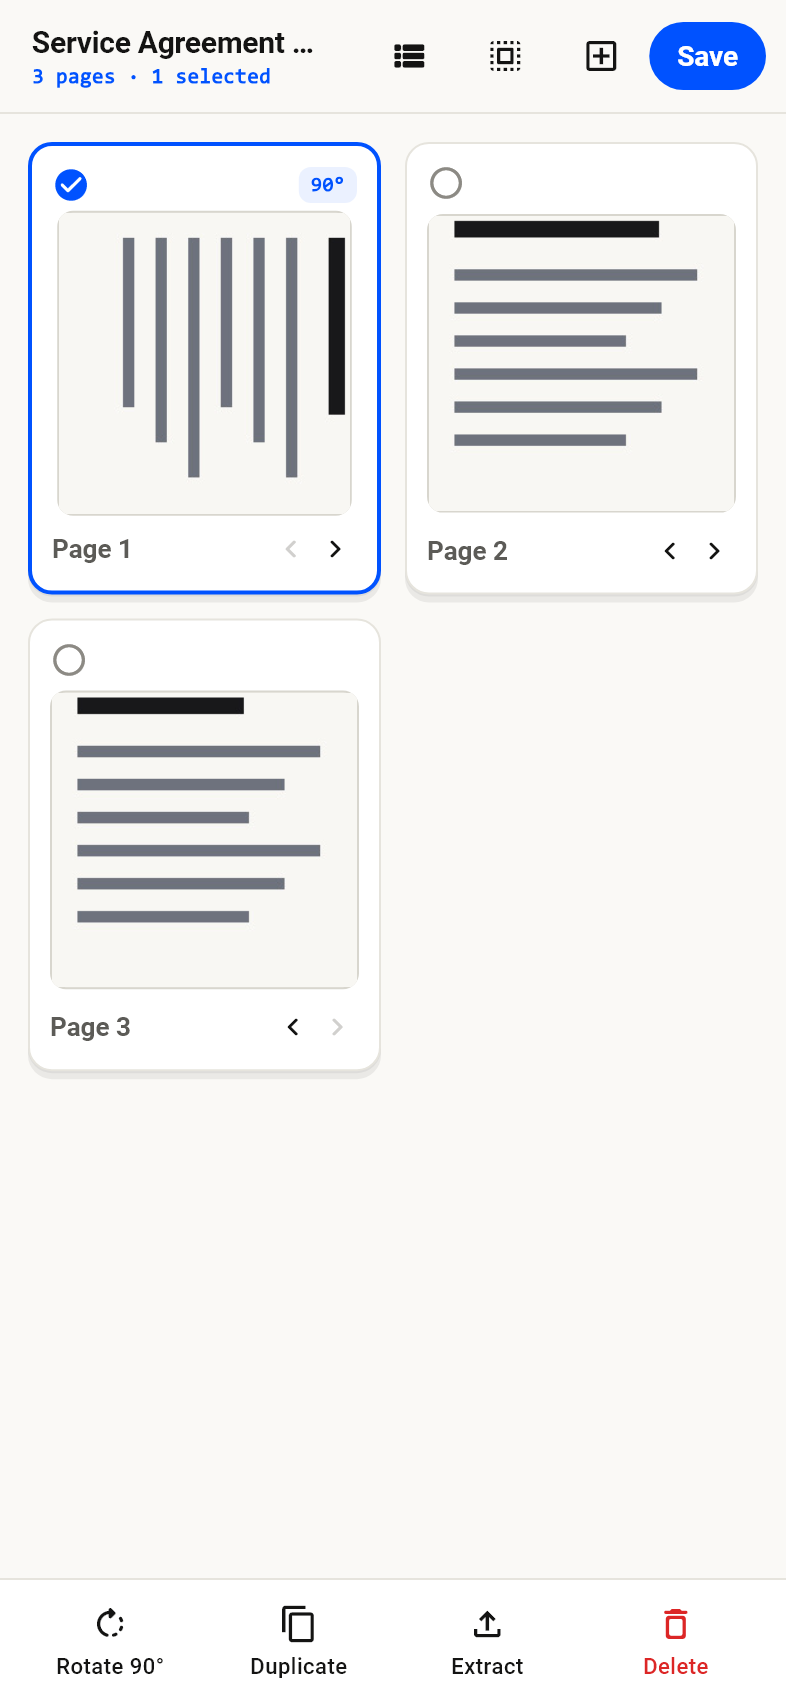 Service Agreement ...
3 pages · 1 selected
Save
90°
Page 1
Page 2
Page 3
Rotate 90°
Duplicate
Extract
Delete